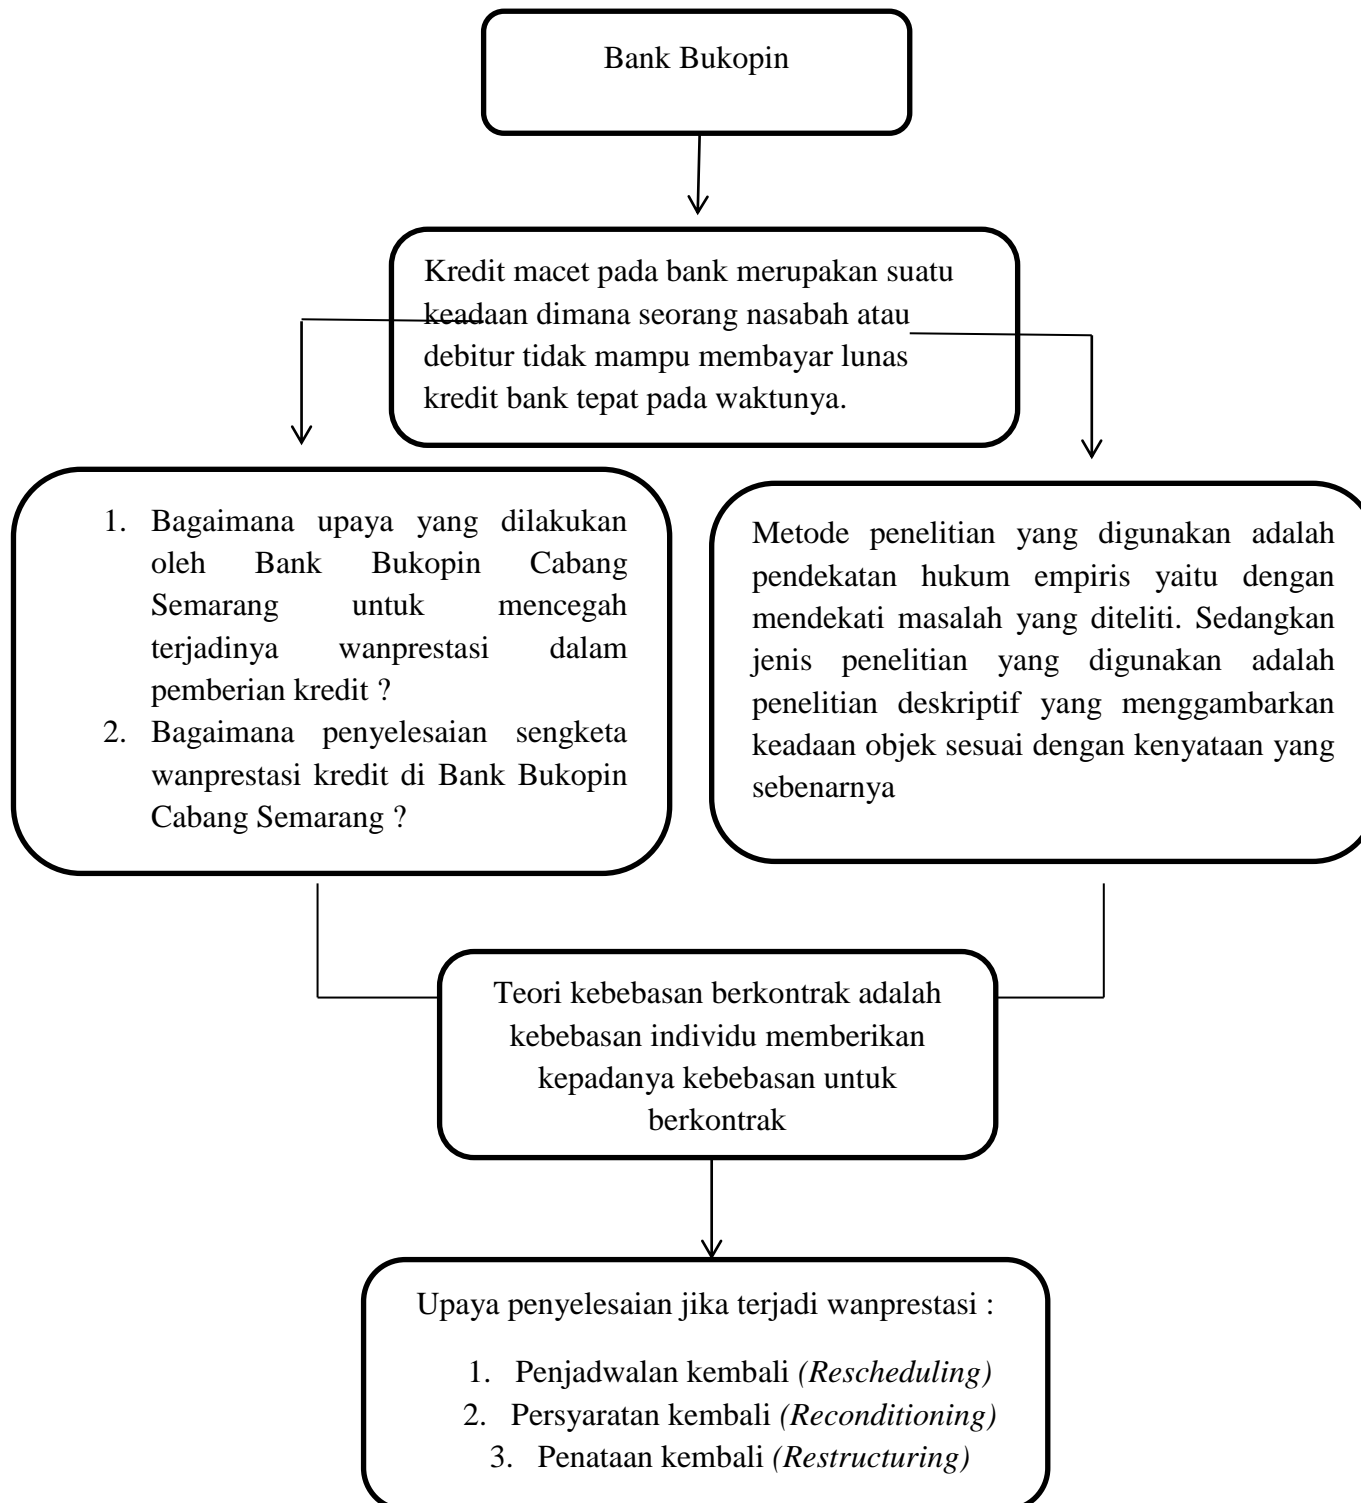 Bank Bukopin
Kredit macet pada bank merupakan suatu
keadaan dimana seorang nasabah atau
debitur tidak mampu membayar lunas
kredit bank tepat pada waktunya.
1. Bagaimana upaya yang dilakukan
oleh Bank Bukopin Cabang
Semarang untuk mencegah
terjadinya wanprestasi dalam
pemberian kredit ?
2. Bagaimana penyelesaian sengketa
wanprestasi kredit di Bank Bukopin
Cabang Semarang ?
Metode penelitian yang digunakan adalah
pendekatan hukum empiris yaitu dengan
mendekati masalah yang diteliti. Sedangkan
jenis penelitian yang digunakan adalah
penelitian deskriptif yang menggambarkan
keadaan objek sesuai dengan kenyataan yang
sebenarnya
Teori kebebasan berkontrak adalah
kebebasan individu memberikan
kepadanya kebebasan untuk
berkontrak
Upaya penyelesaian jika terjadi wanprestasi :
1. Penjadwalan kembali (Rescheduling)
2. Persyaratan kembali (Reconditioning)
3. Penataan kembali (Restructuring)